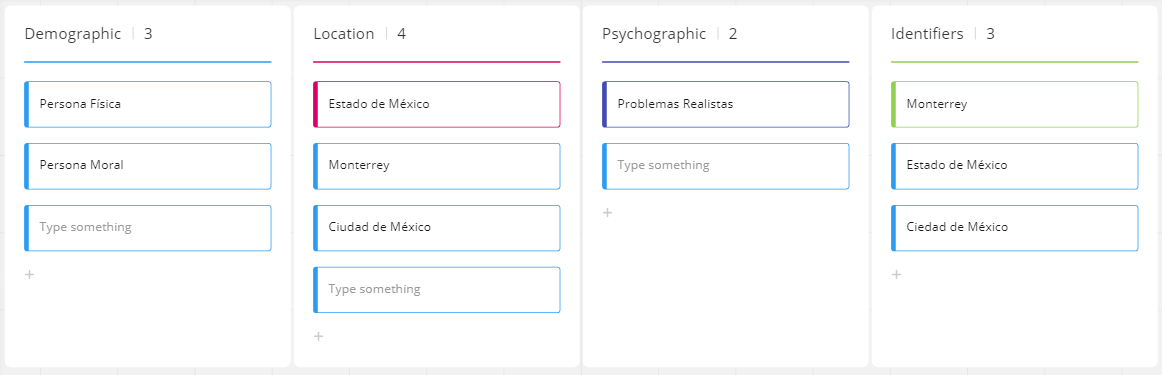 Demographic 3
Persona Física
Persona Moral
Type something
+
Location 4
Estado de México
Monterrey
Ciudad de México
Type something
+
Psychographic 2
Problemas Realistas
Type something
+
Identifiers 3
Monterrey
Estado de México
Ciedad de México
+